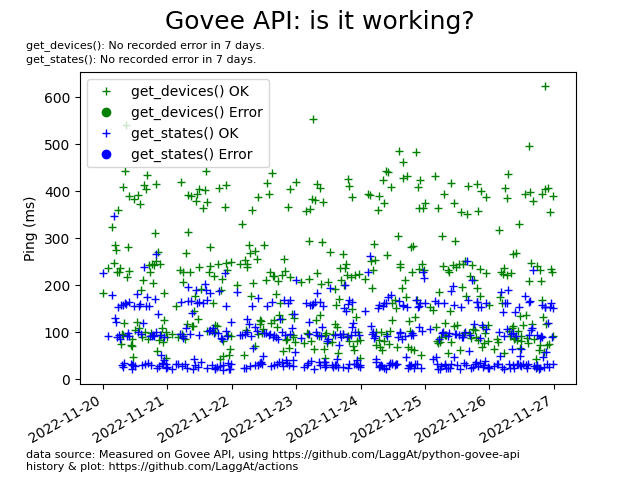 Govee API: is it working?
get_devices(): No recorded error in 7 days.
get_states(): No recorded error in 7 days.
get_devices() OK
get_devices() Error
get_states() OK
get_states() Error
Ping (ms)
600
500
400
300
200
100
0
2022-11-20
2022-11-21
2022-11-22
2022-11-23
2022-11-24
2022-11-25
2022-11-26
2022-11-27
data source: Measured on Govee API, using https://github.com/LaggAt/python-govee-api
history & plot: https://github.com/LaggAt/actions